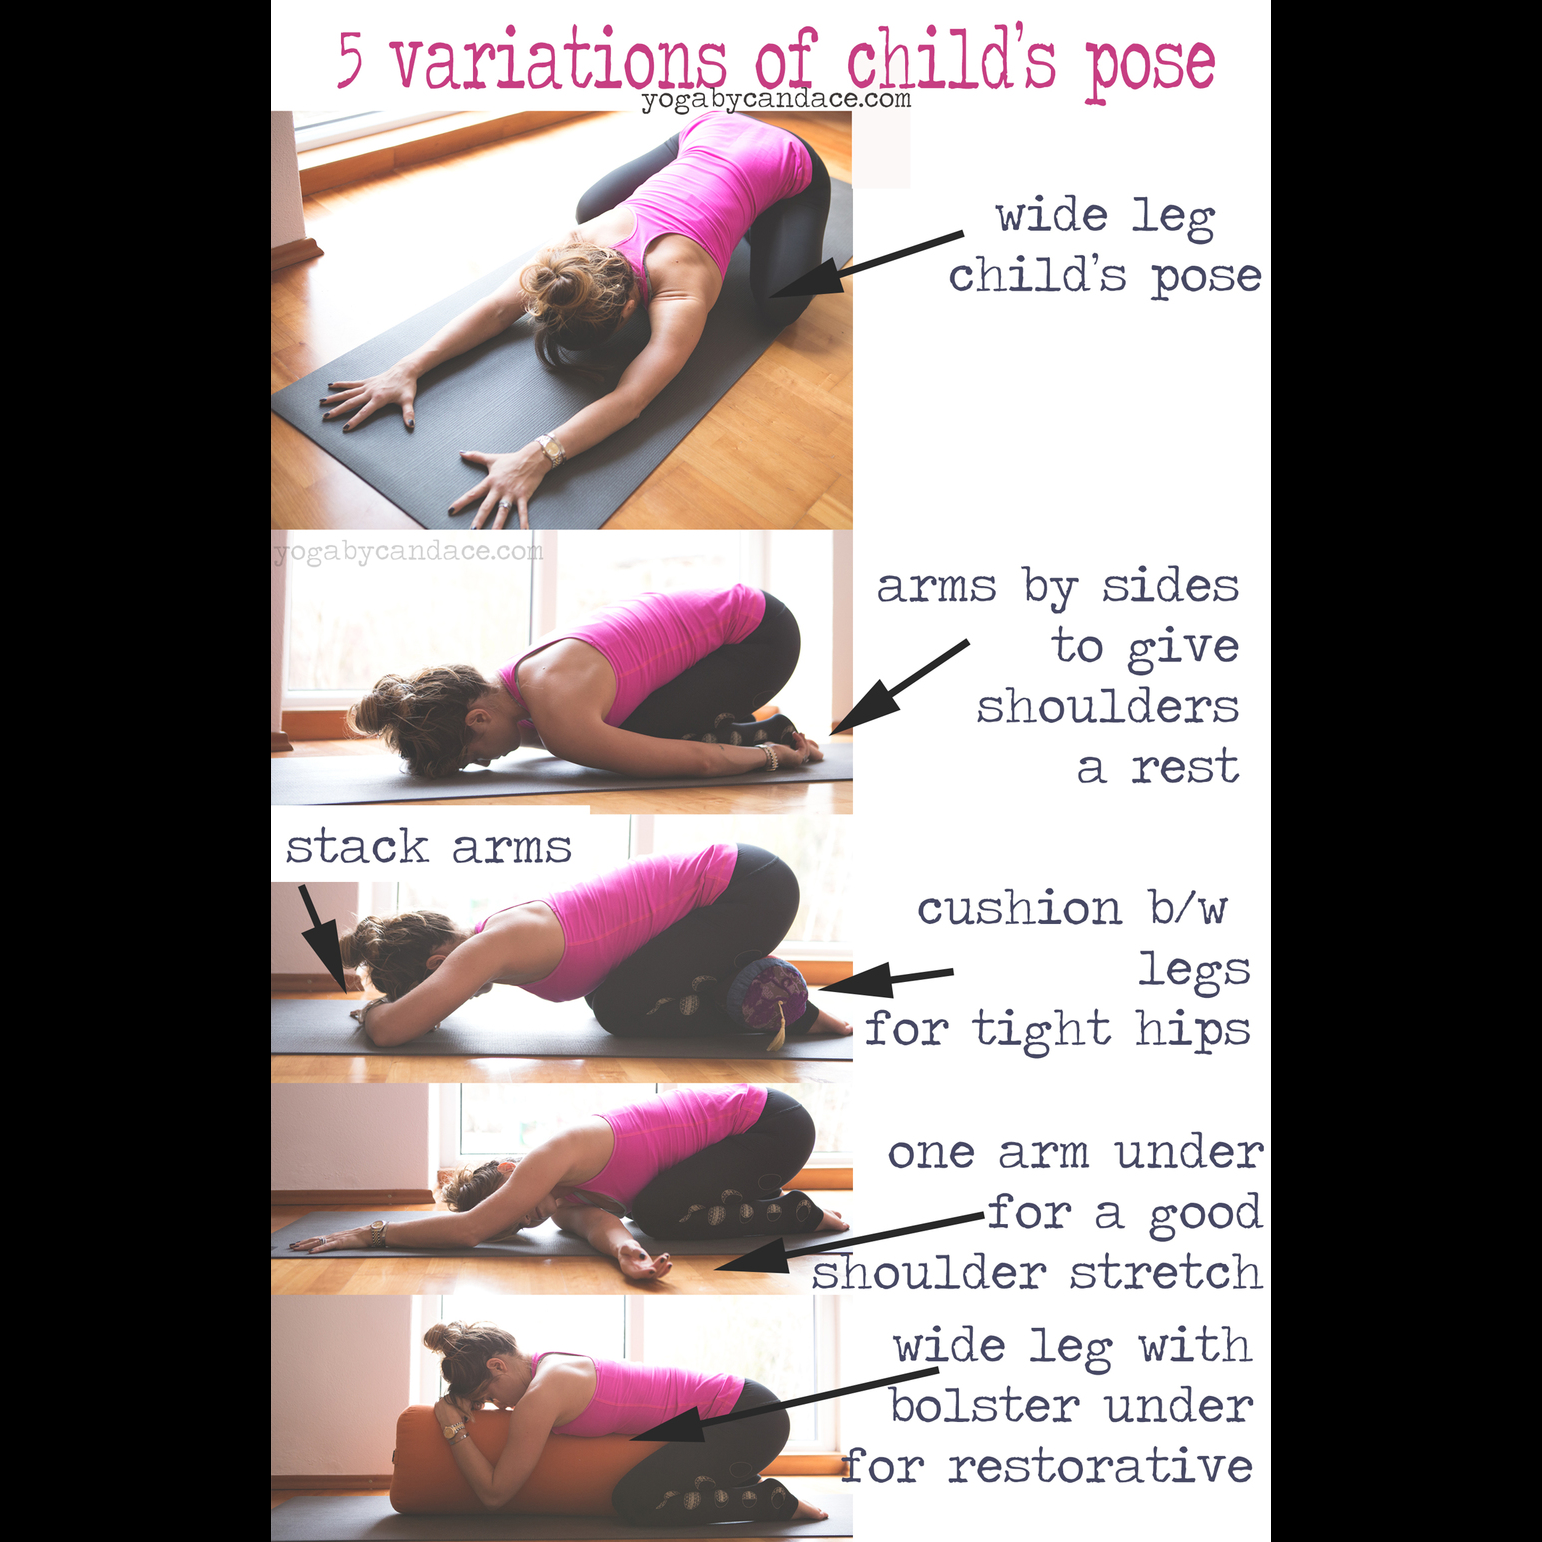 5 variations of child's pose
yogabycandace.com
wide leg
child's pose
yogabycandace.com
arms by sides
to give
shoulders
a rest
stack arms
cushion b/w
legs
for tight hips
one arm under
for a good
shoulder stretch
wide leg with
bolster under
for restorative